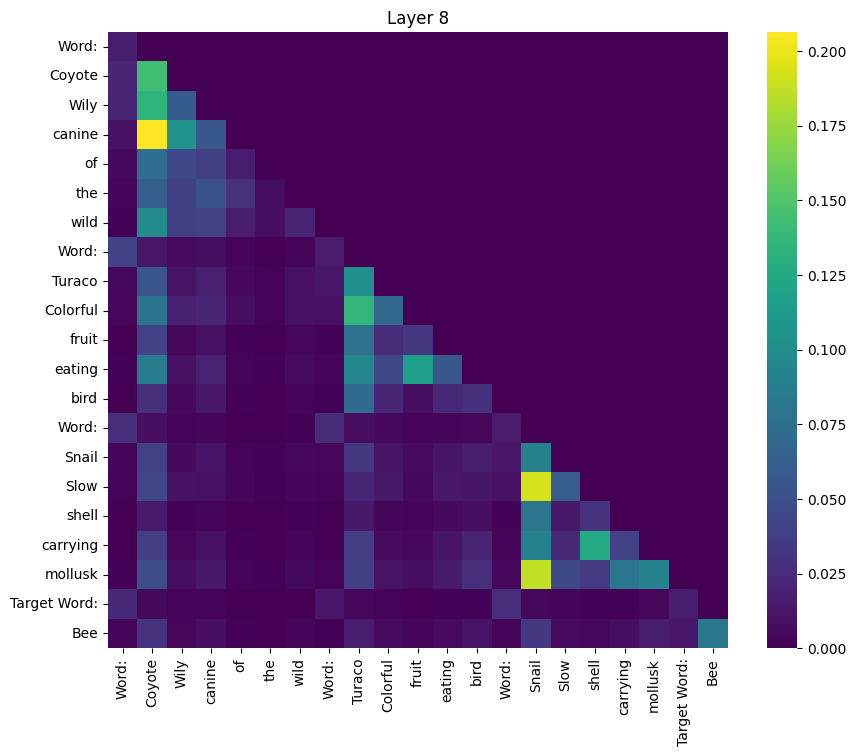 Layer 8
Word:
Coyote
Wily
canine
of
the
wild
Word:
Turaco
Colorful
fruit
eating
bird
Word:
Snail
Slow
shell
carrying
mollusk
Target Word:
Bee
Word:
Coyote
Wily
canine
of
the
wild
Word:
Turaco
Colorful
fruit
eating
bird
Word:
Snail
Slow
shell
carrying
mollusk
Target Word:
Bee
0.200
0.175
0.150
0.125
0.100
0.075
0.050
0.025
0.000